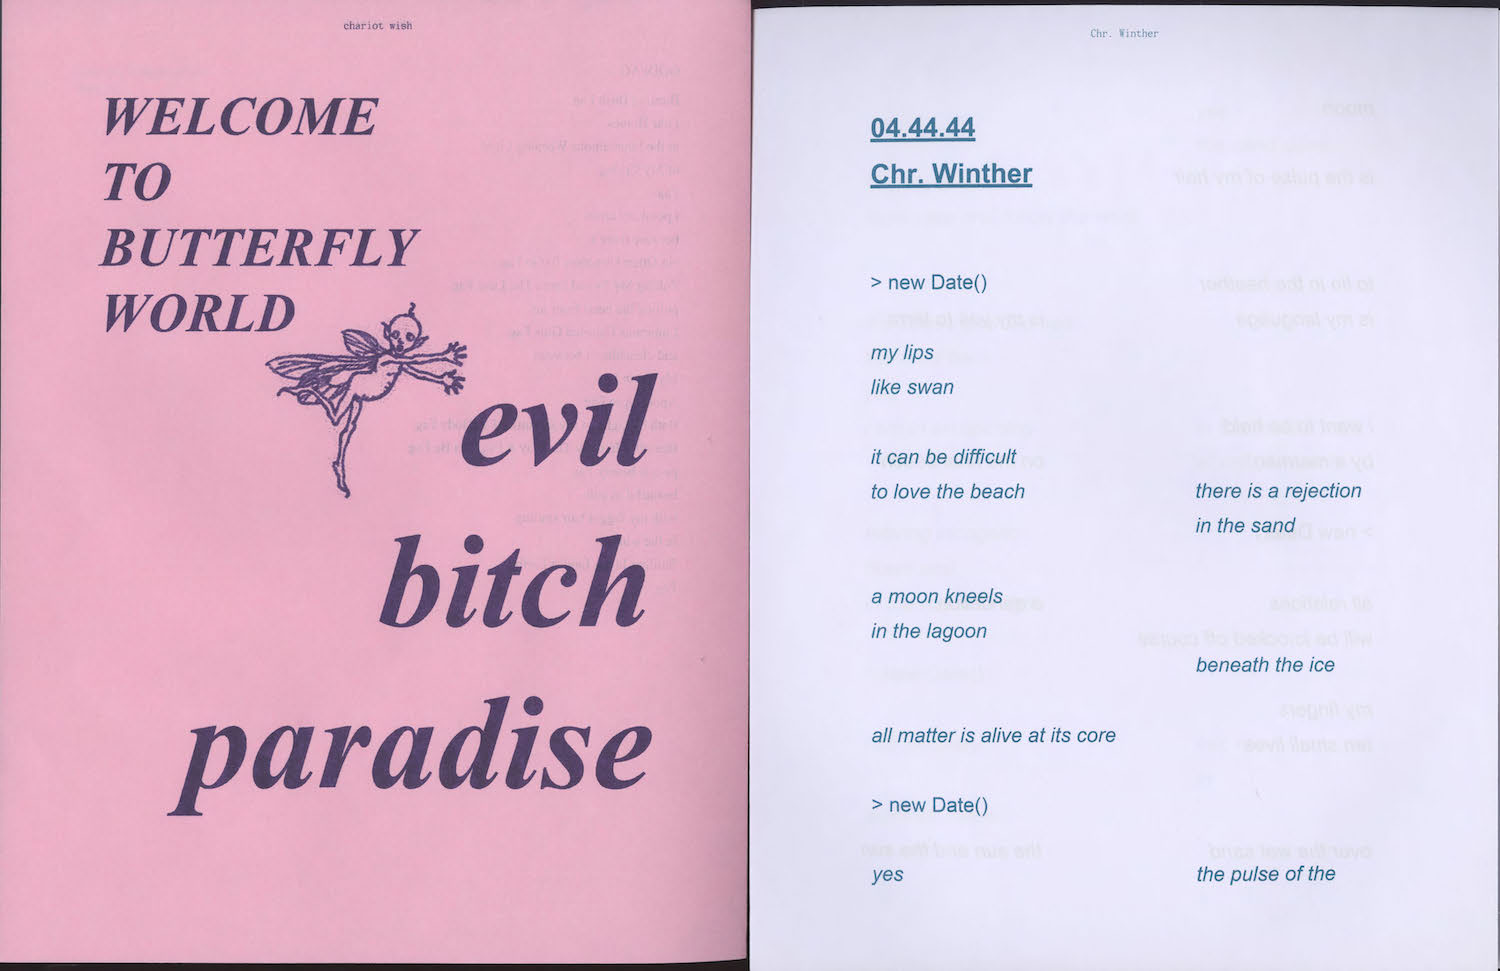 chariot wish
WELCOME
TO
BUTTERFLY
WORLD
evil
bitch
paradise
Chr. Winther
04.44.44
Chr. Winther
> new Date()
my lips
like swan
it can be difficult
to love the beach
there is a rejection
in the sand
a moon kneels
in the lagoon
beneath the ice
all matter is alive at its core
> new Date()
yes
the pulse of the